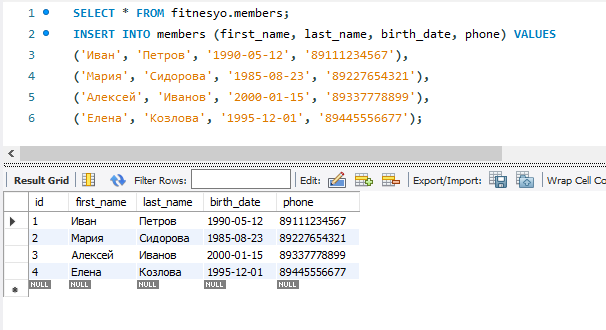 1 SELECT * FROM fitnesyo.members;
2 INSERT INTO members (first_name, last_name, birth_date, phone) VALUES
3 ('Иван', 'Петров', '1990-05-12', '89111234567'),
4 ('Мария', 'Сидорова', '1985-08-23', '89227654321'),
5 ('Алексей', 'Иванов', '2000-01-15', '89337778899'),
6 ('Елена', 'Козлова', '1995-12-01', '89445556677');
Result Grid Filter Rows: Edit: Export/Import: Wrap Cell Co
id first_name last_name birth_date phone
1 Иван Петров 1990-05-12 89111234567
2 Мария Сидорова 1985-08-23 89227654321
3 Алексей Иванов 2000-01-15 89337778899
4 Елена Козлова 1995-12-01 89445556677
NULL NULL NULL NULL NULL